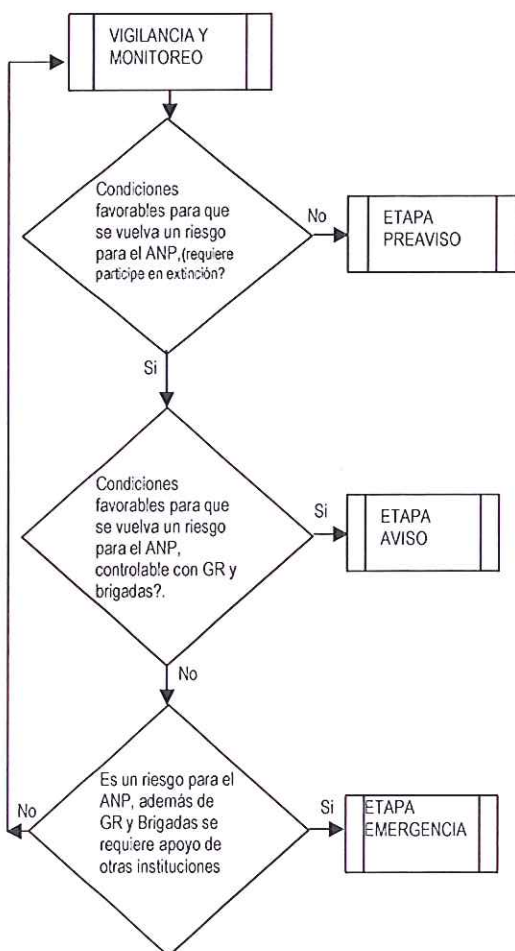 VIGILANCIA Y
MONITOREO
Condiciones
favorables para que
se vuelva un riesgo
para el ANP,(requiere
participe en extinción?
No
ETAPA
PREAVISO
Si
Condiciones
favorables para que
se vuelva un riesgo
para el ANP,
controlable con GR y
brigadas?.
Si
ETAPA
AVISO
No
Es un riesgo para el
ANP, además de
GR y Brigadas se
requiere apoyo de
otras instituciones
No
Si
ETAPA
EMERGENCIA